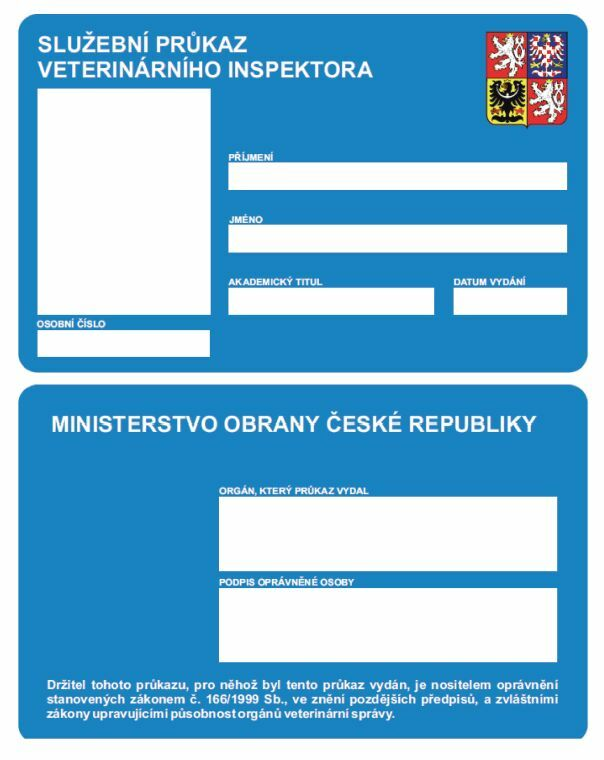 SLUŽEBNÍ PRŮKAZ
VETERINÁRNÍHO INSPEKTORA
PŘÍJMENÍ
JMÉNO
AKADEMICKÝ TITUL
DATUM VYDÁNÍ
OSOBNÍ ČÍSLO
MINISTERSTVO OBRANY ČESKÉ REPUBLIKY
ORGÁN, KTERÝ PRŮKAZ VYDAL
PODPIS OPRÁVNĚNÉ OSOBY
Držitel tohoto průkazu, pro něhož byl tento průkaz vydán, je nositelem oprávnění
stanovených zákonem č. 166/1999 Sb., ve znění pozdějších předpisů, a zvláštními
zákony upravujícími působnost orgánů veterinární správy.